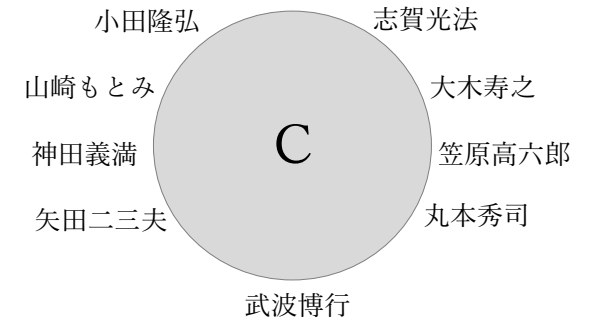 小田隆弘
志賀光法
山崎もとみ
大木寿之
C
神田義満
笠原高六郎
矢田二三夫
丸本秀司
武波博行